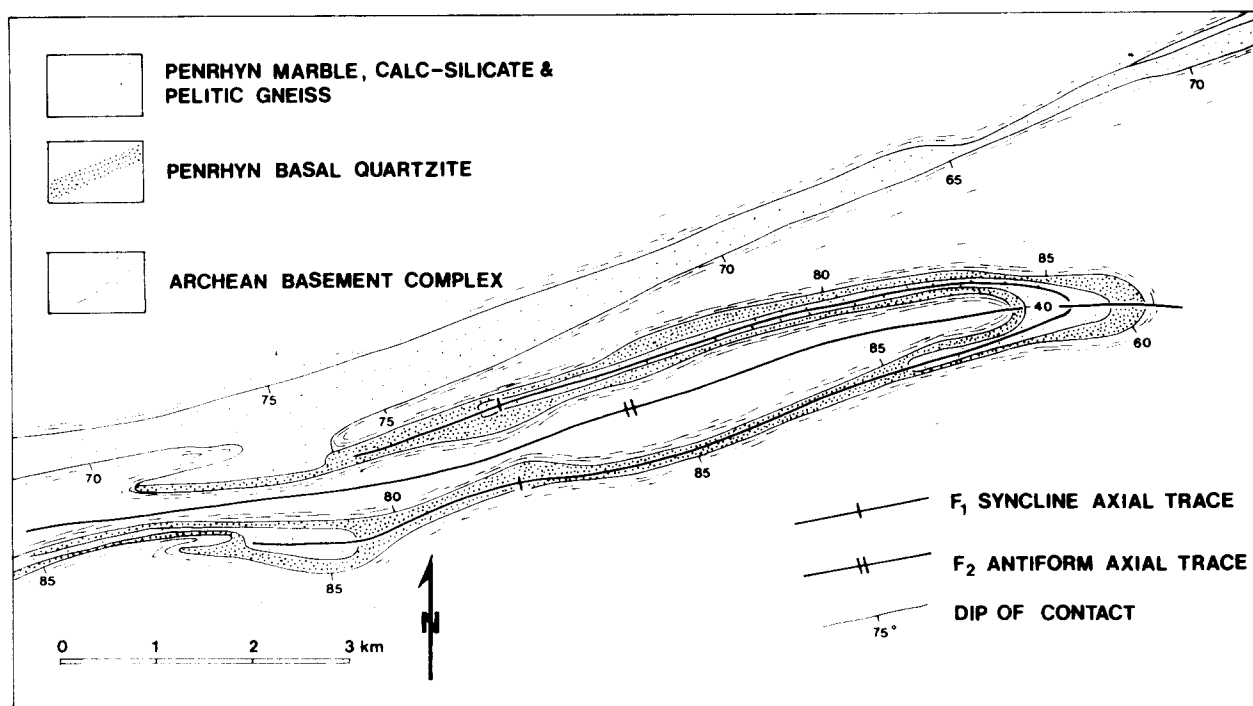 PENRHYN MARBLE, CALC-SILICATE &
PELITIC GNEISS
PENRHYN BASAL QUARTZITE
ARCHEAN BASEMENT COMPLEX
70
65
70
85
80
40
60
85
75
75
70
80
85
85
85
F₁ SYNCLINE AXIAL TRACE
F₂ ANTIFORM AXIAL TRACE
DIP OF CONTACT
75°
N
0 1 2 3 km